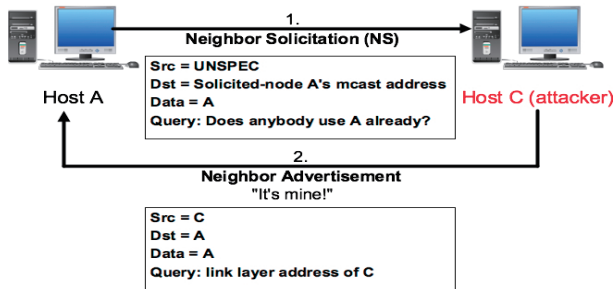 1.
Neighbor Solicitation (NS)
Src = UNSPEC
Dst = Solicited-node A's mcast address
Data = A
Query: Does anybody use A already?
Host A
Host C (attacker)
2.
Neighbor Advertisement
"It's mine!"
Src = C
Dst = A
Data = A
Query: link layer address of C